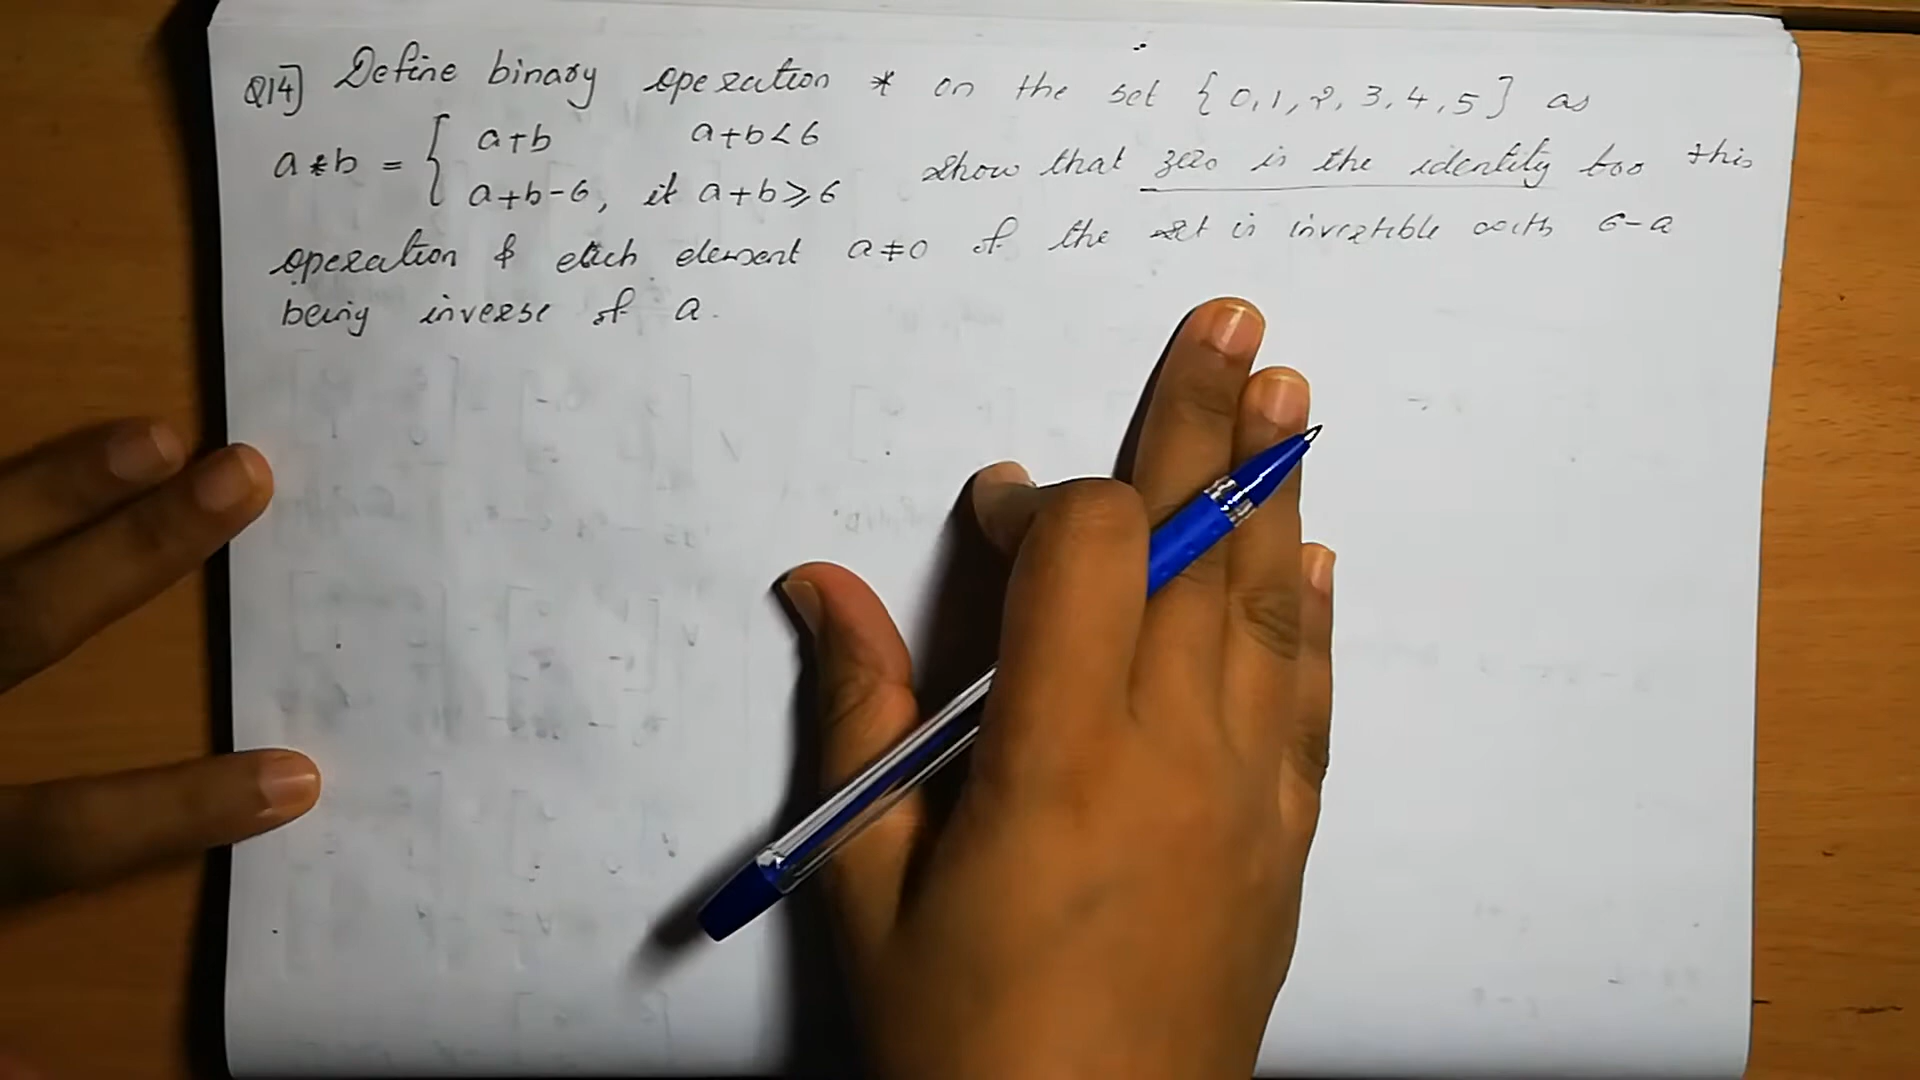 Q14] Define binary operation * on the set { 0, 1, 2, 3, 4, 5 } as
a * b = { a+b a+b<6
a+b-6, if a+b⩾6 show that zero is the identity for this
operation & each element a≠0 of the set is invertible with 6-a
being inverse of a.